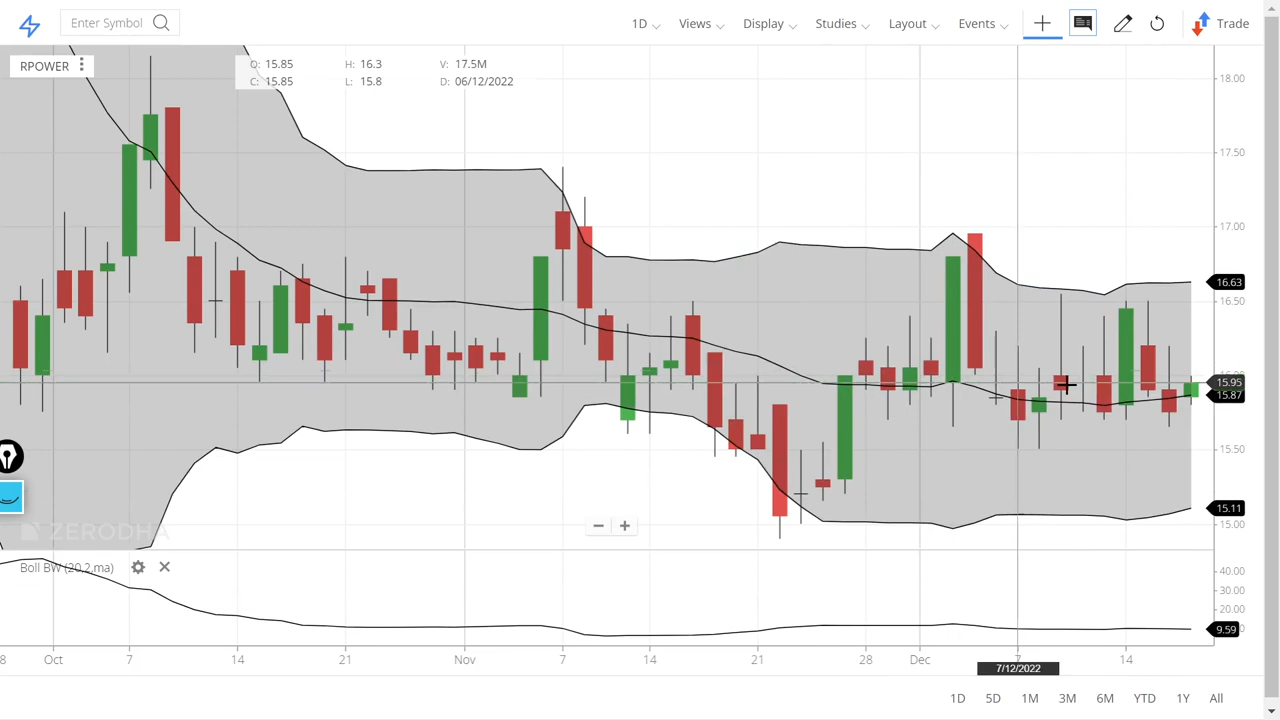 Enter Symbol
1D Views Display Studies Layout Events Trade
RPOWER
O: 15.85 H: 16.3 V: 17.5M
C: 15.85 L: 15.8 D: 06/12/2022
18.00
17.50
17.00
16.63
16.50
15.95
15.87
15.50
15.11
15.00
ZERODHA
Boll BW (20,2,ma)
40.00
30.00
20.00
9.59
8 Oct 7 14 21 Nov 7 14 21 28 Dec 7 14
7/12/2022
1D 5D 1M 3M 6M YTD 1Y All